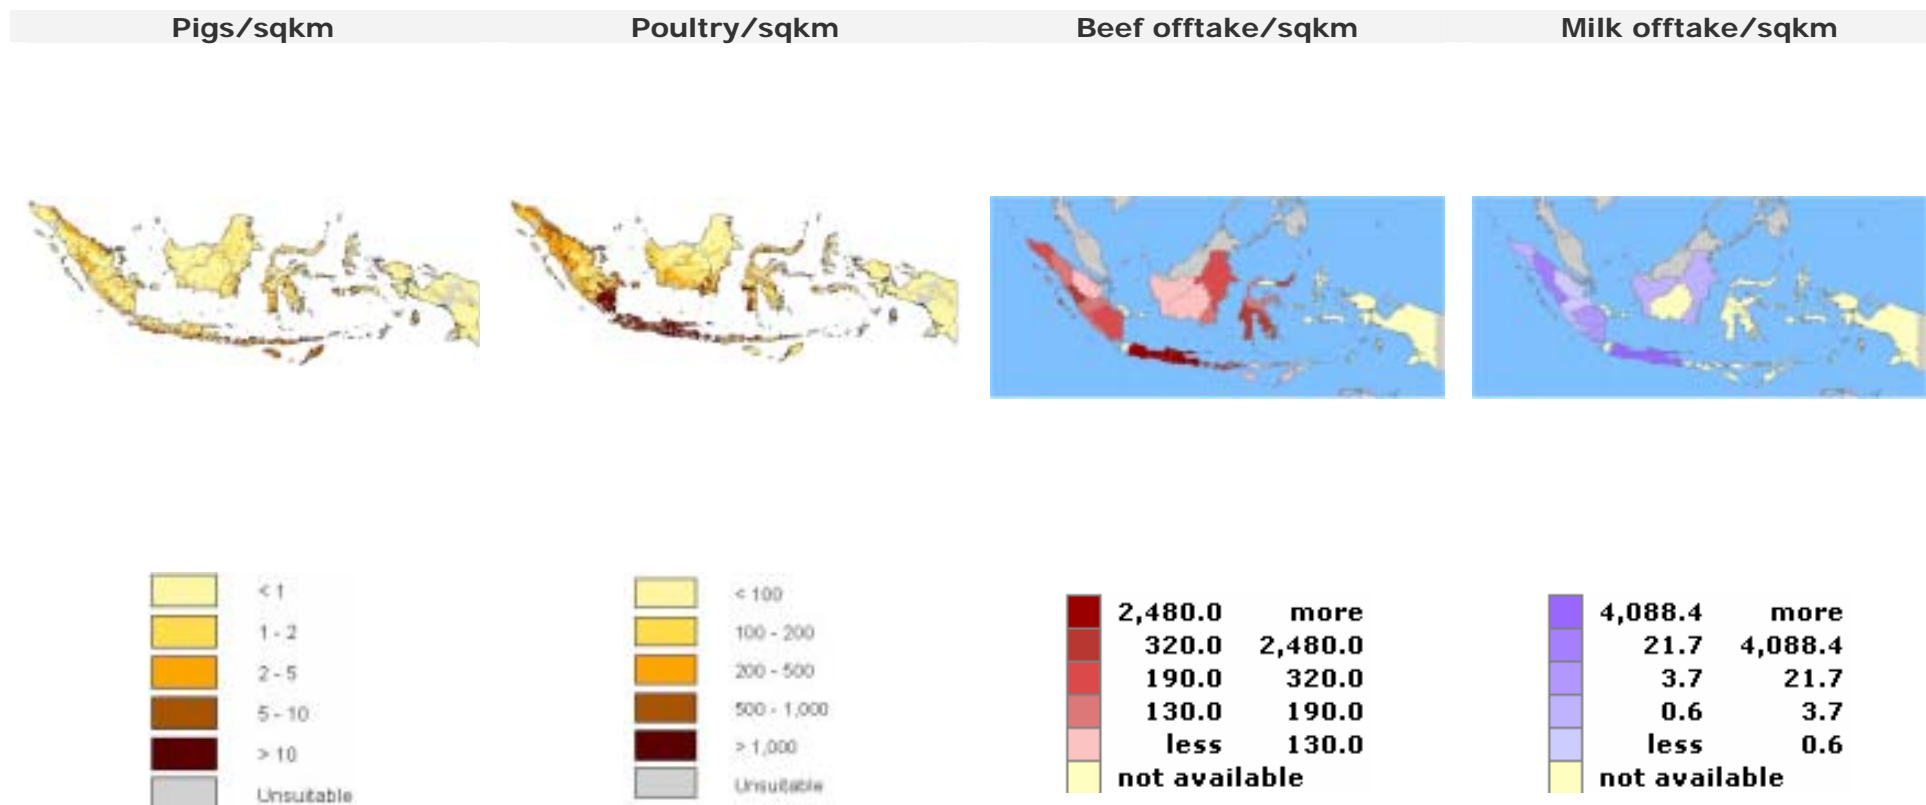 Pigs/sqkm
Poultry/sqkm
Beef offtake/sqkm
Milk offtake/sqkm
< 1
1 - 2
2 - 5
5 - 10
> 10
Unsuitable
< 100
100 - 200
200 - 500
500 - 1,000
> 1,000
Unsuitable
2,480.0 more
320.0 2,480.0
190.0 320.0
130.0 190.0
less 130.0
not available
4,088.4 more
21.7 4,088.4
3.7 21.7
0.6 3.7
less 0.6
not available